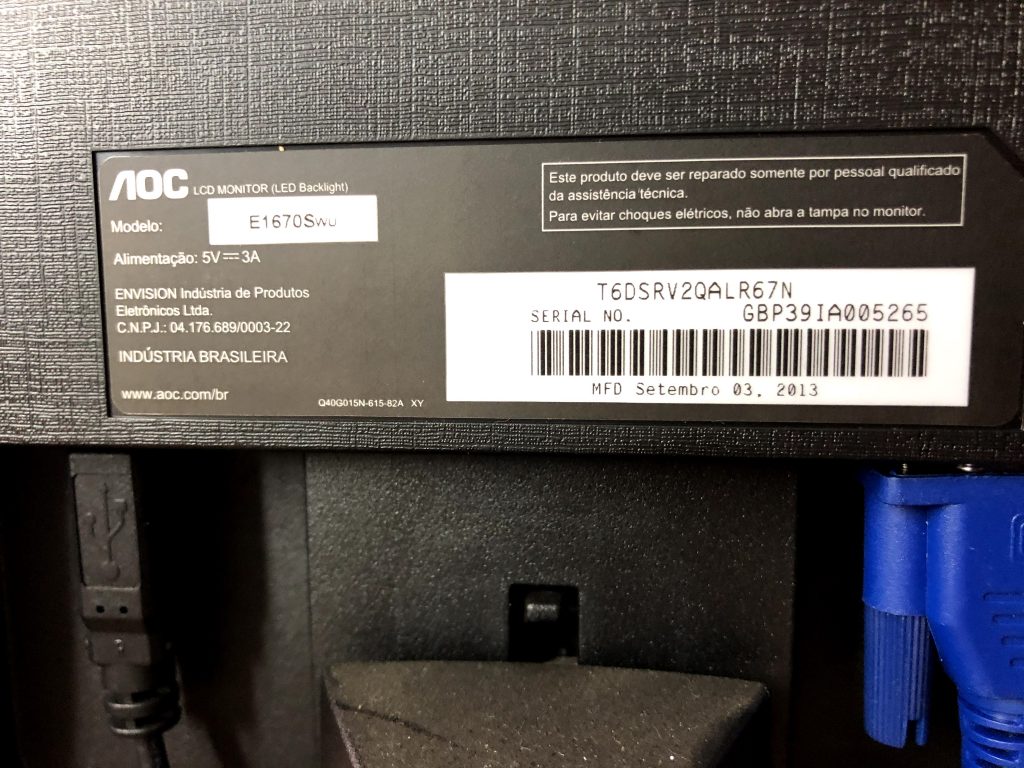 AOC LCD MONITOR (LED Backlight)
Modelo: E1670Swu
Alimentação: 5V⎓3A
ENVISION Indústria de Produtos
Eletrônicos Ltda.
C.N.P.J.: 04.176.689/0003-22
INDÚSTRIA BRASILEIRA
www.aoc.com/br
Q40G015N-615-82A XY
Este produto deve ser reparado somente por pessoal qualificado
da assistência técnica.
Para evitar choques elétricos, não abra a tampa no monitor.
T6DSRV2QALR67N
SERIAL NO. GBP39IA005265
MFD Setembro 03, 2013